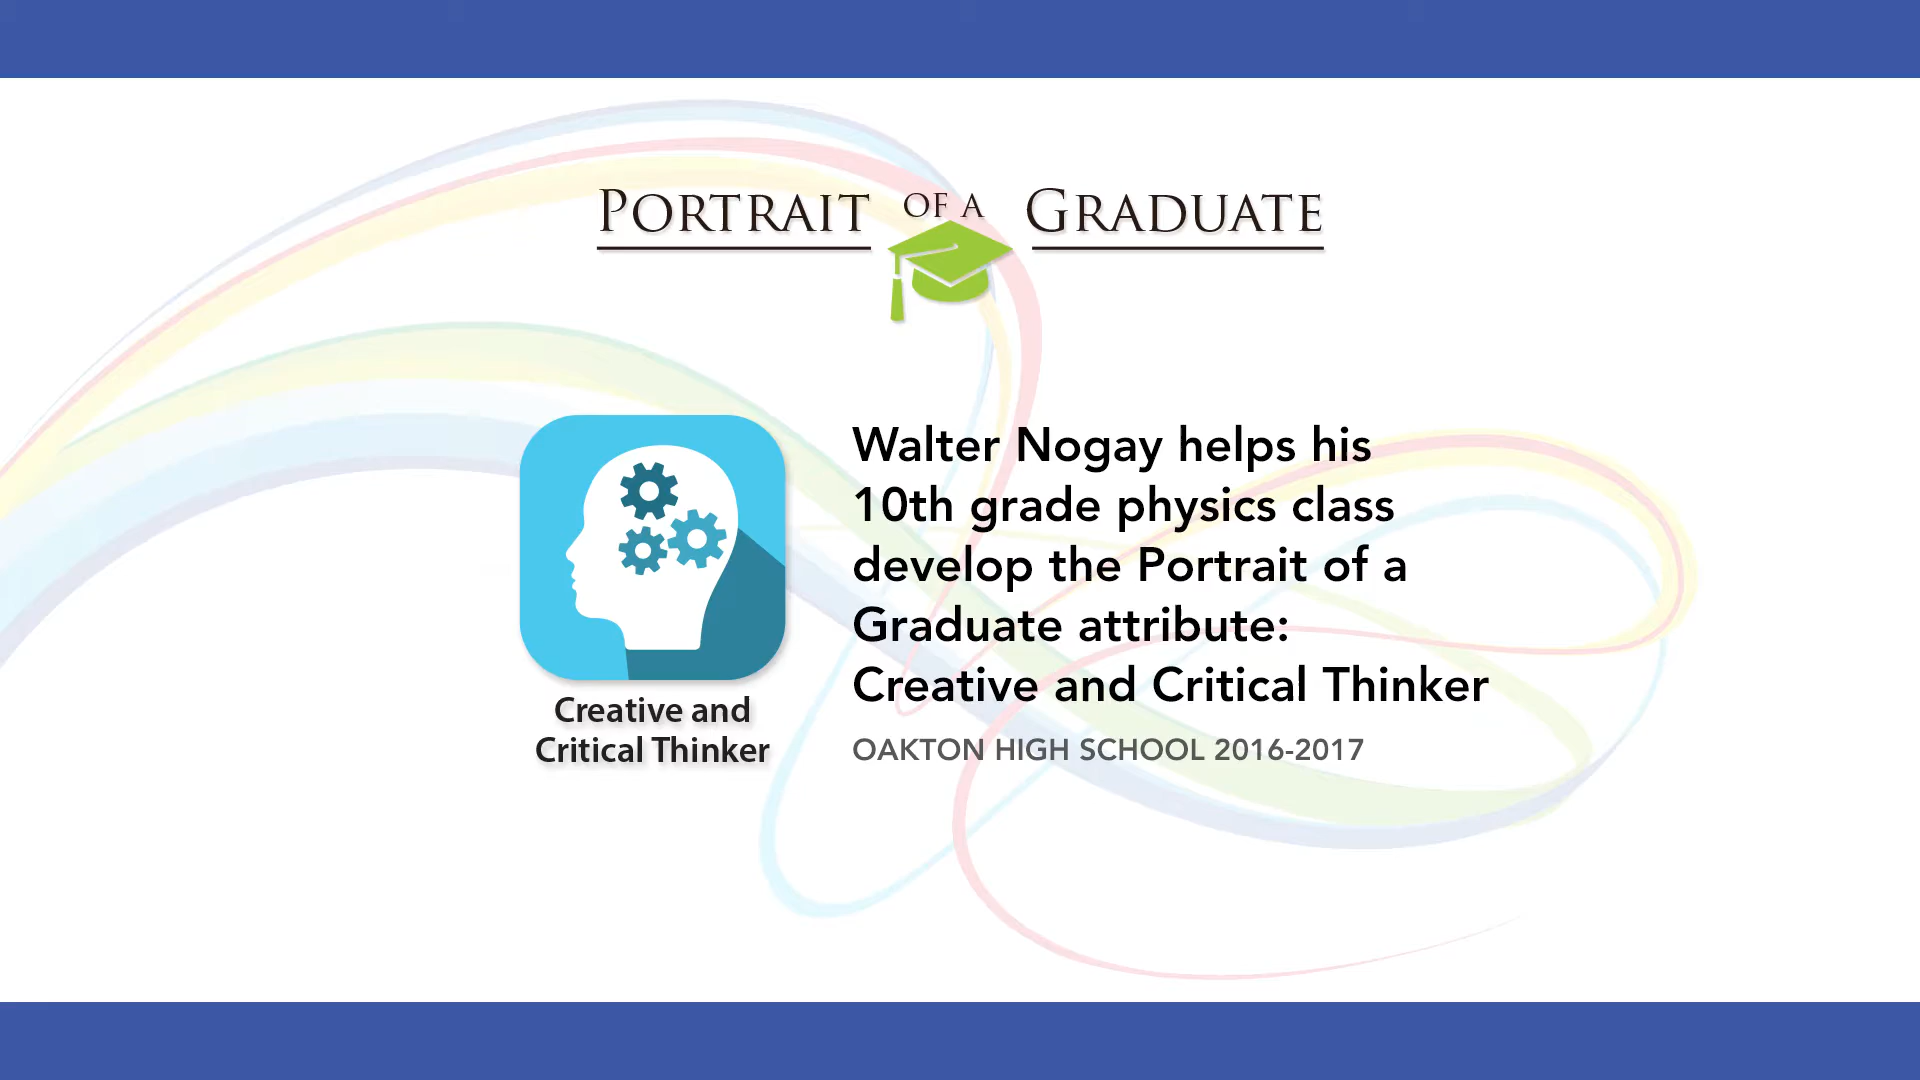 PORTRAIT OF A GRADUATE
Creative and
Critical Thinker
Walter Nogay helps his
10th grade physics class
develop the Portrait of a
Graduate attribute:
Creative and Critical Thinker
OAKTON HIGH SCHOOL 2016-2017